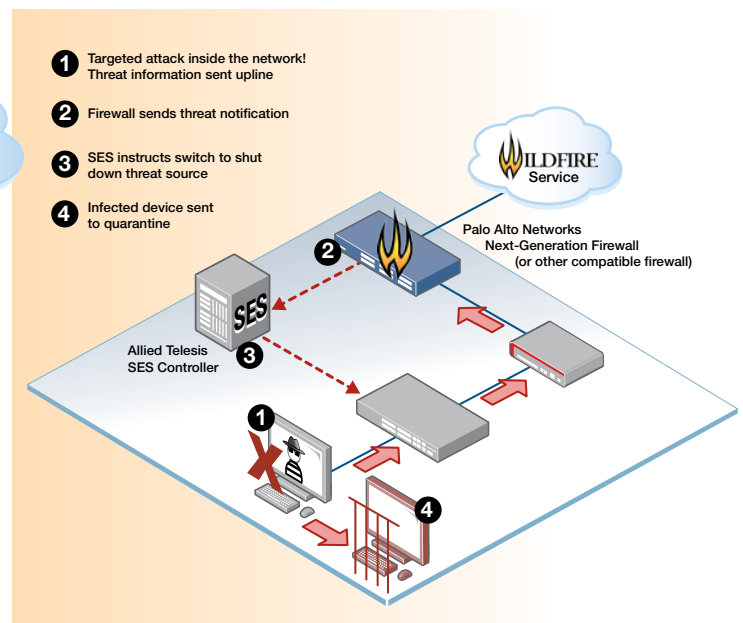 1 Targeted attack inside the network!
Threat information sent upline
2 Firewall sends threat notification
3 SES instructs switch to shut
down threat source
4 Infected device sent
to quarantine
WILDFIRE
Service
Palo Alto Networks
Next-Generation Firewall
(or other compatible firewall)
2
SES
Allied Telesis
SES Controller
3
1
4